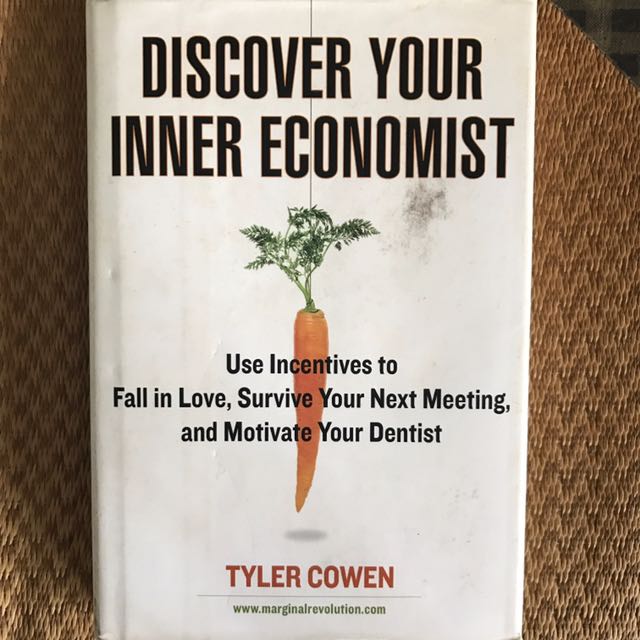 DISCOVER YOUR
INNER ECONOMIST
Use Incentives to
Fall in Love, Survive Your Next Meeting,
and Motivate Your Dentist
TYLER COWEN
www.marginalrevolution.com